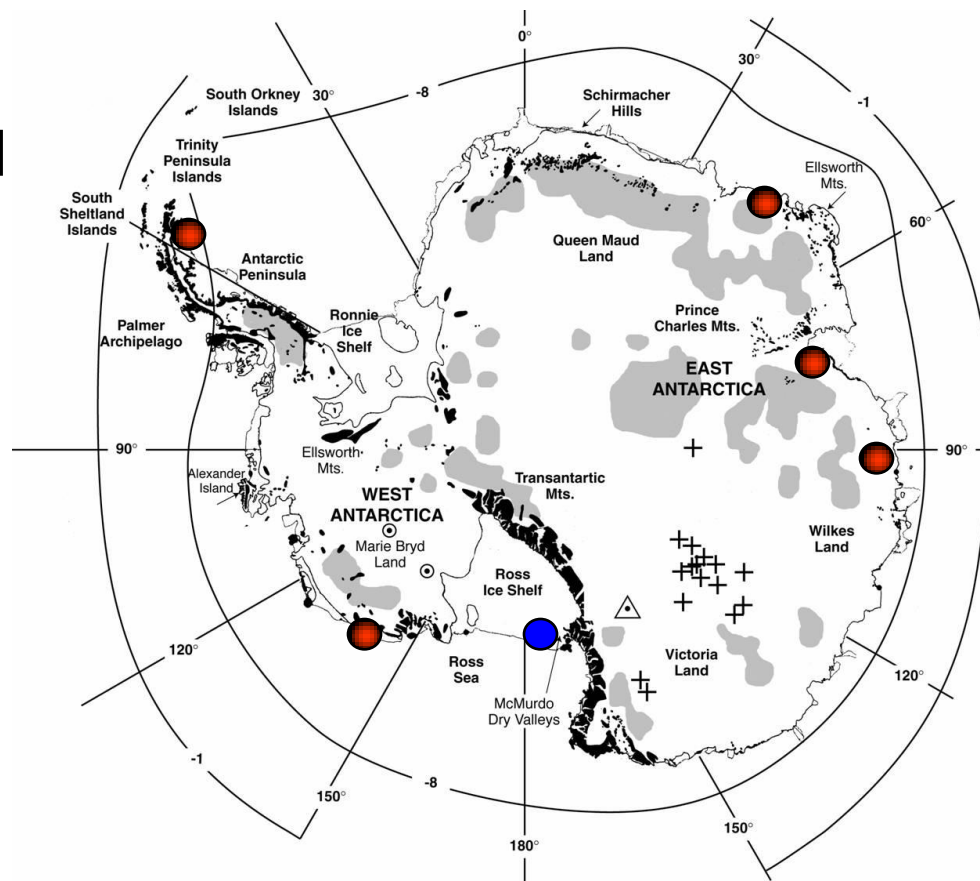 0°
30°
Schirmacher
Hills
-8
South Orkney
Islands
30°
-1
Trinity
Peninsula
Islands
Ellsworth
Mts.
South
Sheltland
Islands
60°
Queen Maud
Land
Antarctic
Peninsula
Prince
Charles Mts.
Ronnie
Ice
Shelf
Palmer
Archipelago
EAST
ANTARCTICA
90°
90°
Ellsworth
Mts.
Alexander
Island
Transantartic
Mts.
WEST
ANTARCTICA
Marie Bryd
Land
Wilkes
Land
Ross
Ice Shelf
120°
Ross
Sea
Victoria
Land
120°
McMurdo
Dry Valleys
-1
-8
150°
150°
180°